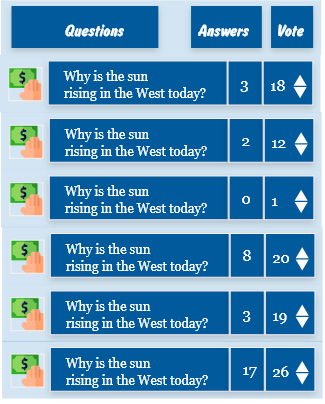 Questions Answers Vote
$ Why is the sun
rising in the West today? 3 18
$ Why is the sun
rising in the West today? 2 12
$ Why is the sun
rising in the West today? 0 1
$ Why is the sun
rising in the West today? 8 20
$ Why is the sun
rising in the West today? 3 19
$ Why is the sun
rising in the West today? 17 26